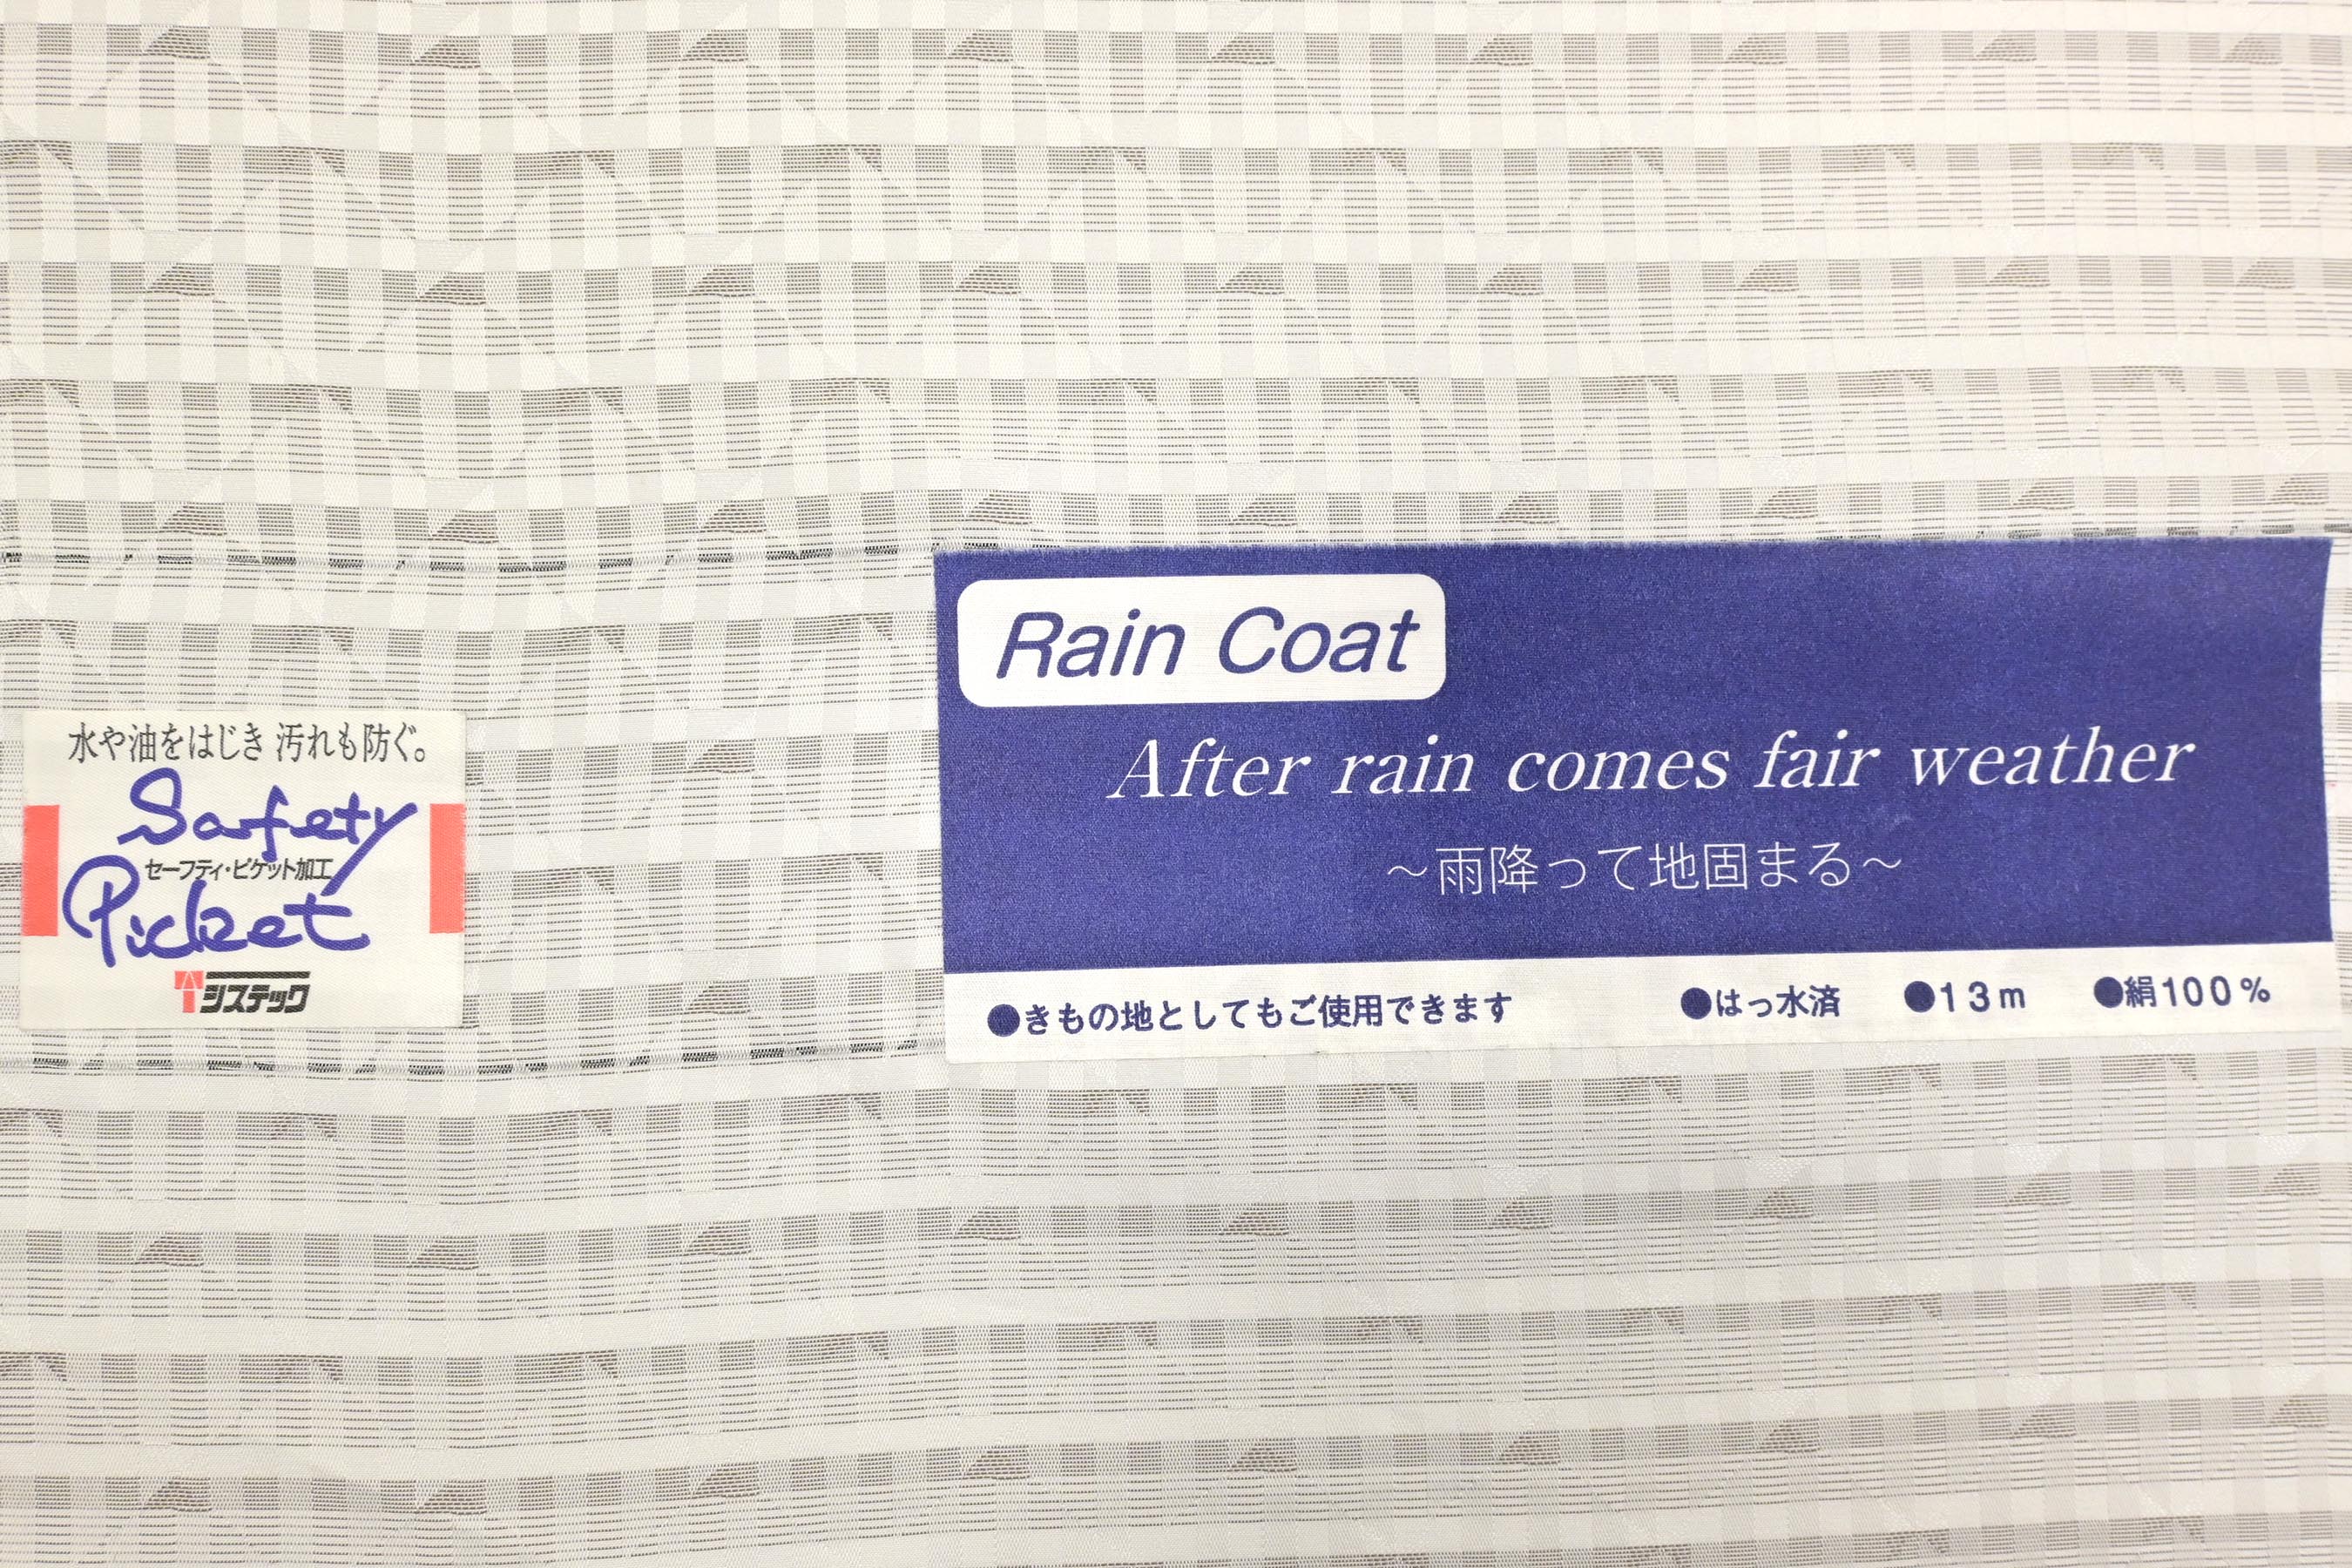 水や油をはじき 汚れも防ぐ。
Safety
セーフティ・ピケット加工
Picket
システック
Rain Coat
After rain comes fair weather
～雨降って地固まる～
●きもの地としてもご使用できます ●はっ水済 ●13m ●絹100%